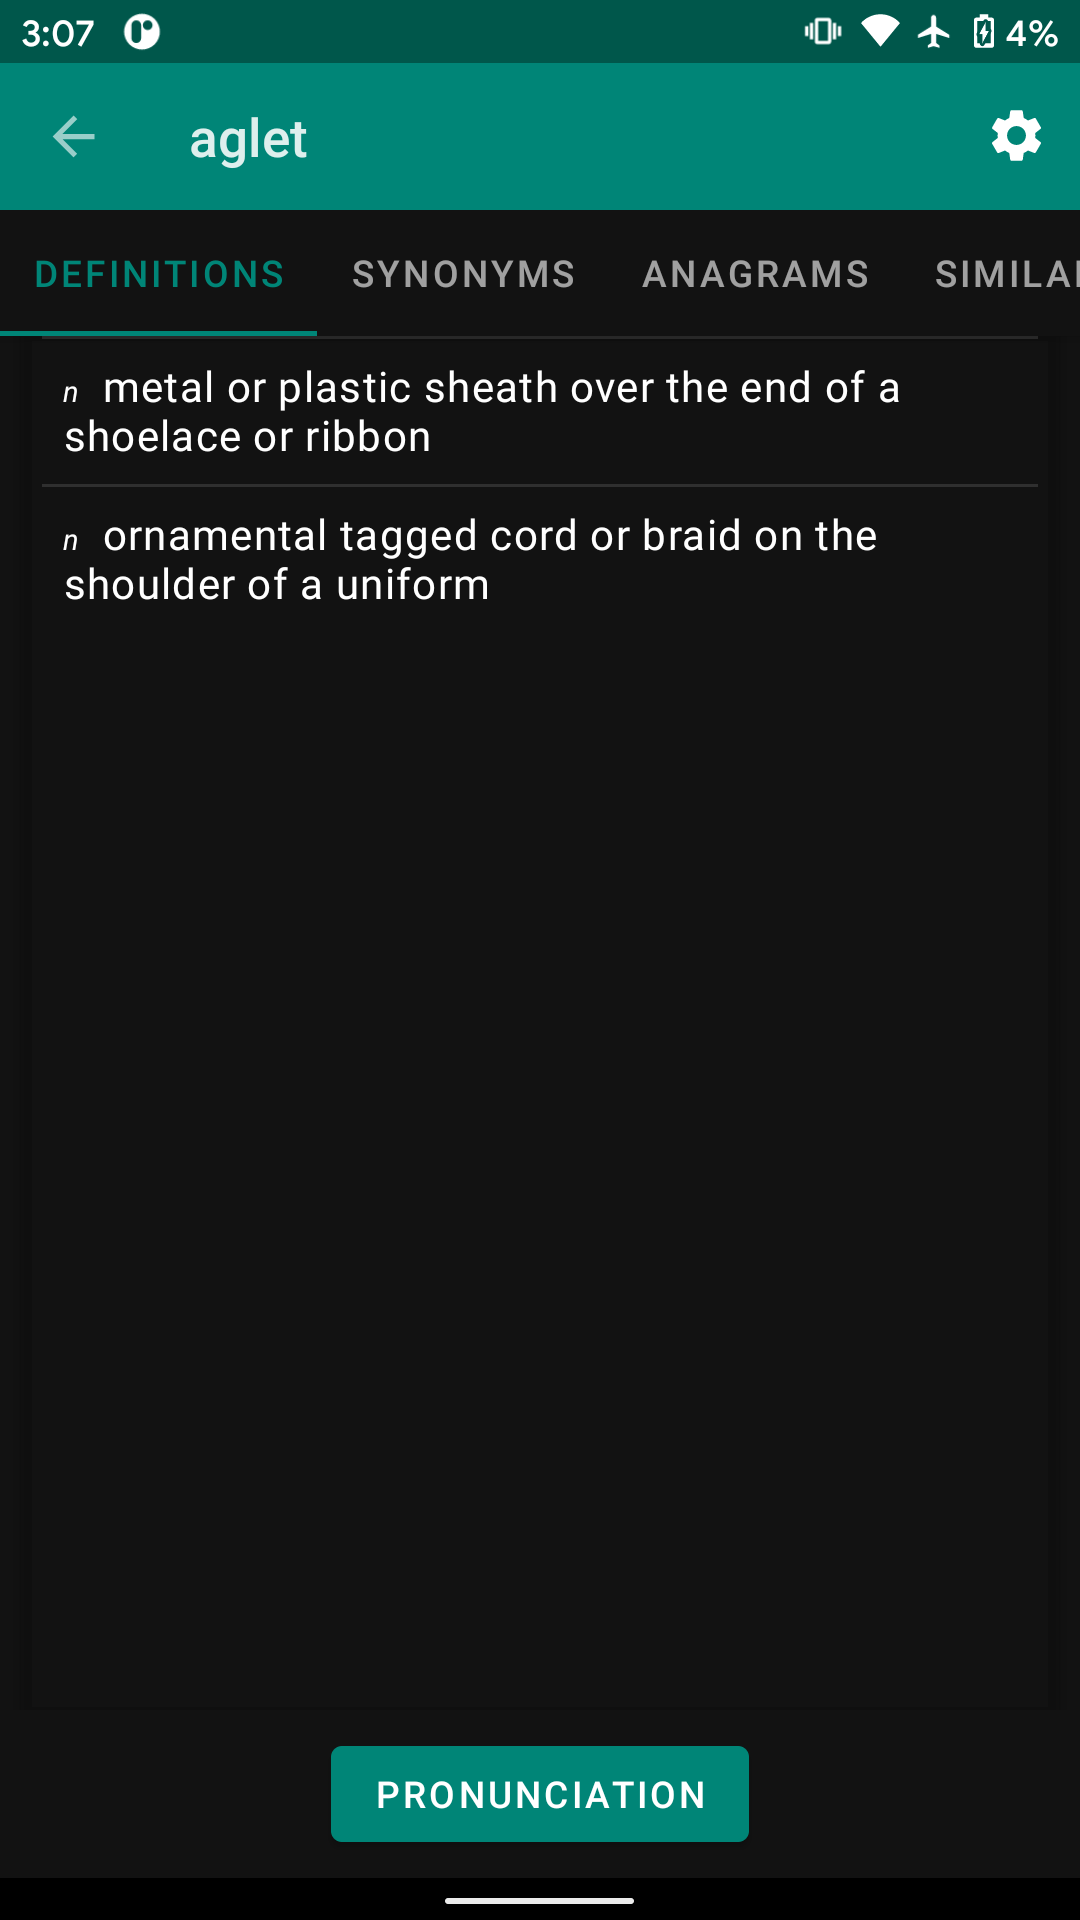 3:07 4%
aglet
DEFINITIONS SYNONYMS ANAGRAMS SIMILA
n metal or plastic sheath over the end of a
shoelace or ribbon
n ornamental tagged cord or braid on the
shoulder of a uniform
PRONUNCIATION